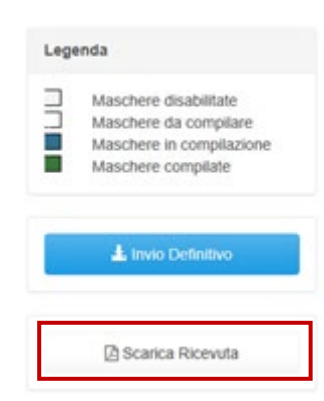 Legenda
Maschere disabilitate
Maschere da compilare
Maschere in compilazione
Maschere compilate
Invio Definitivo
Scarica Ricevuta